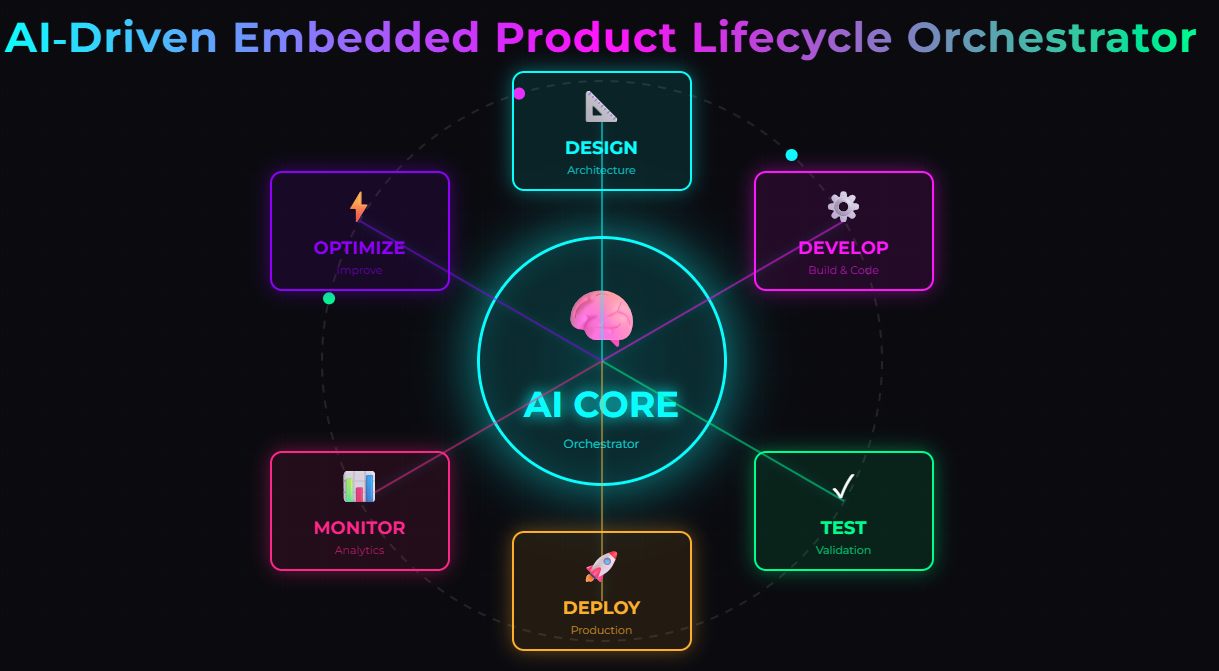 AI-Driven Embedded Product Lifecycle Orchestrator
DESIGN
Architecture
OPTIMIZE
Improve
DEVELOP
Build & Code
AI CORE
Orchestrator
MONITOR
Analytics
TEST
Validation
DEPLOY
Production